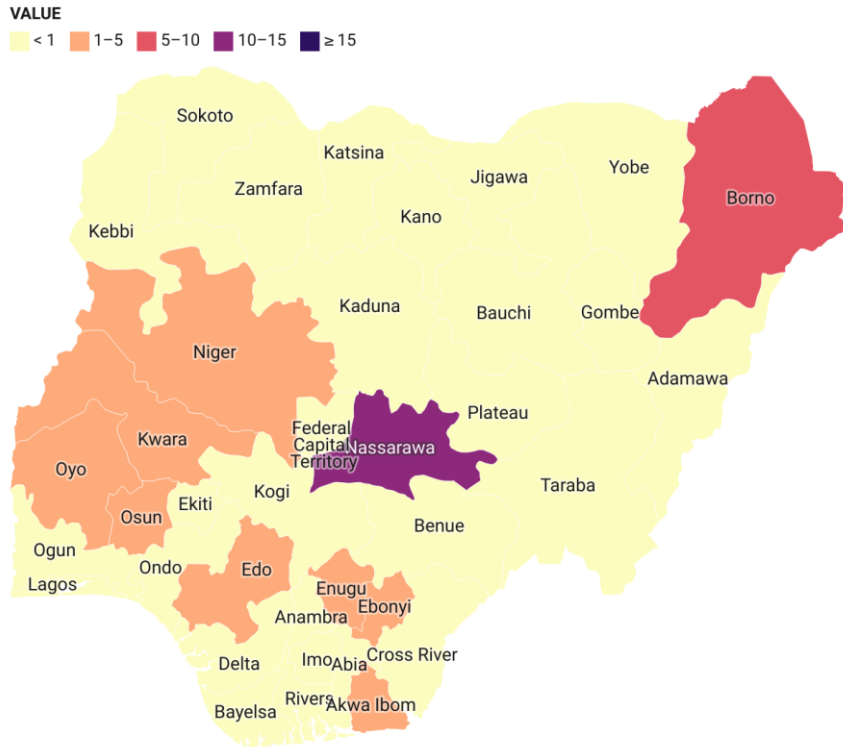 VALUE
< 1 1–5 5–10 10–15 ≥ 15
Sokoto
Katsina
Yobe
Jigawa
Zamfara
Borno
Kano
Kebbi
Kaduna
Bauchi
Gombe
Niger
Adamawa
Plateau
Federal
Capital
Territory
Nassarawa
Kwara
Oyo
Taraba
Kogi
Ekiti
Osun
Benue
Ogun
Ondo
Edo
Lagos
Enugu
Ebonyi
Anambra
Cross River
Delta
Imo
Abia
Rivers
Akwa Ibom
Bayelsa